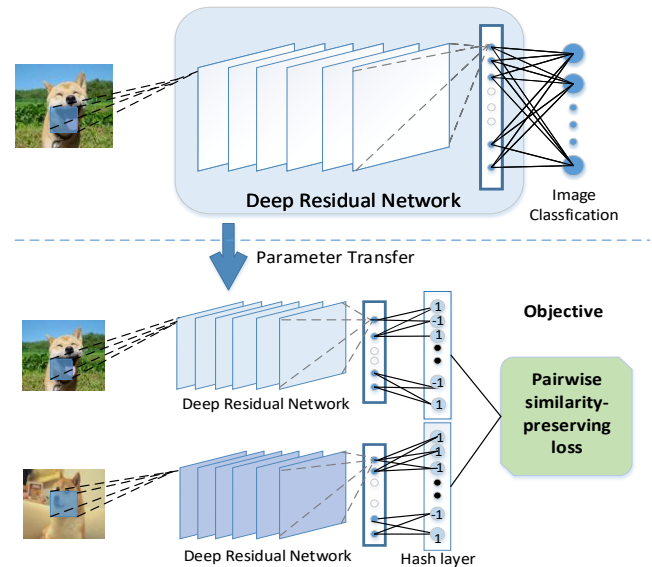 Deep Residual Network
Image
Classfication
Parameter Transfer
1
-1
1
-1
1
Deep Residual Network
Objective
Pairwise
similarity-
preserving
loss
1
1
-1
-1
1
Deep Residual Network
Hash layer